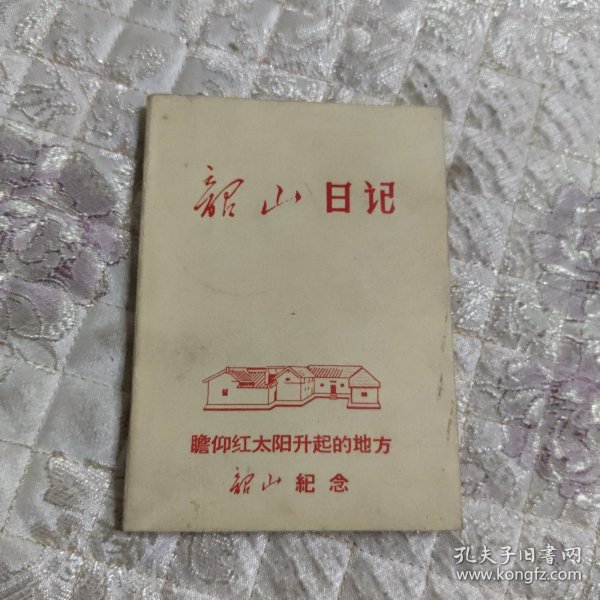 韶山 日记
瞻仰红太阳升起的地方
韶山 紀念
孔夫子旧書网
www.kongfz.com